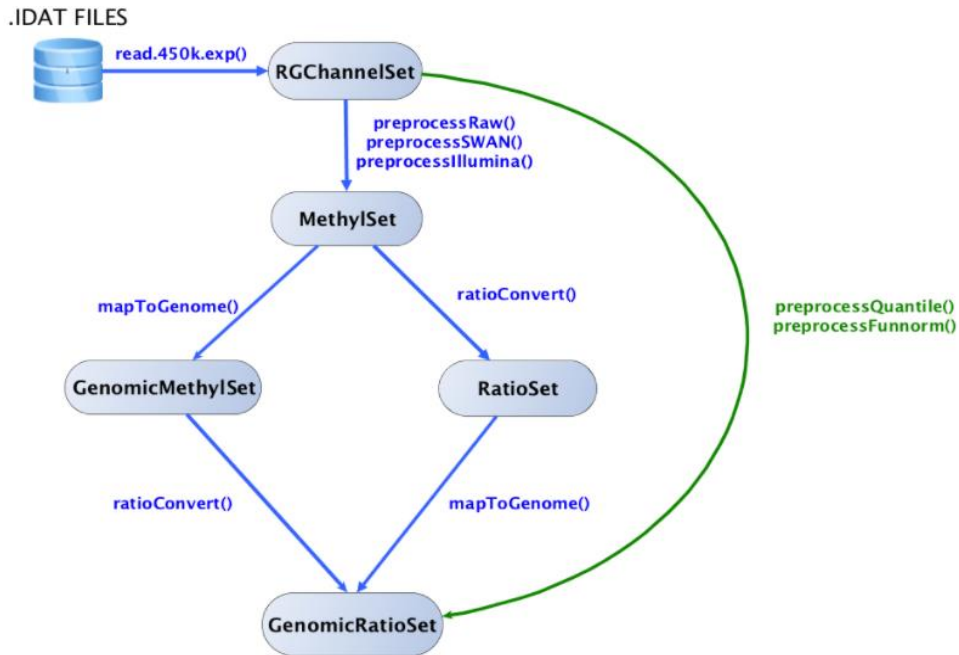 .IDAT FILES
read.450k.exp()
RGChannelSet
preprocessRaw()
preprocessSWAN()
preprocessIllumina()
MethylSet
mapToGenome()
ratioConvert()
preprocessQuantile()
preprocessFunnorm()
GenomicMethylSet
RatioSet
ratioConvert()
mapToGenome()
GenomicRatioSet